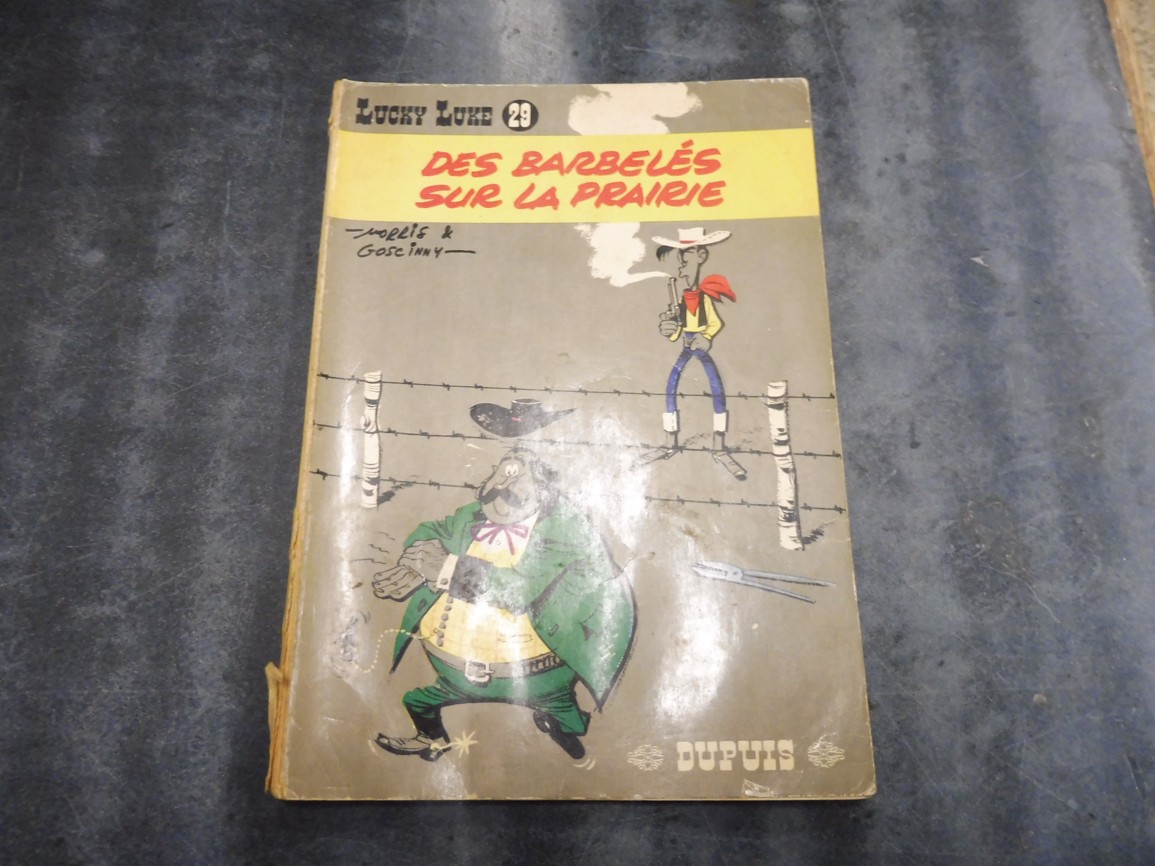 LUCKY LUKE 29
DES BARBELÉS
SUR LA PRAIRIE
-MORRIS &
GOSCINNY-
DUPUIS